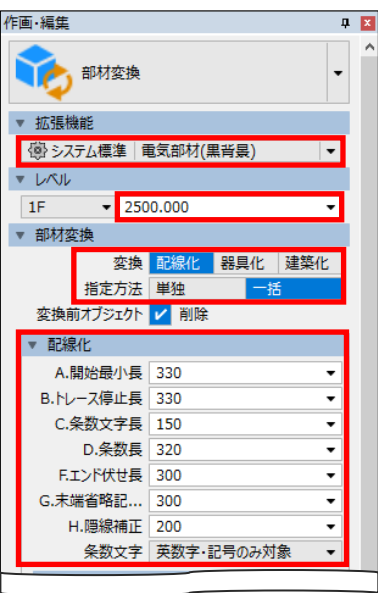 作画・編集
部材変換
拡張機能
システム標準 電気部材(黒背景)
レベル
1F 2500.000
部材変換
変換 配線化 器具化 建築化
指定方法 単独 一括
変換前オブジェクト 削除
配線化
A.開始最小長 330
B.トレース停止長 330
C.条数文字長 150
D.条数長 320
F.エンド伏せ長 300
G.末端省略記... 300
H.隠線補正 200
条数文字 英数字・記号のみ対象